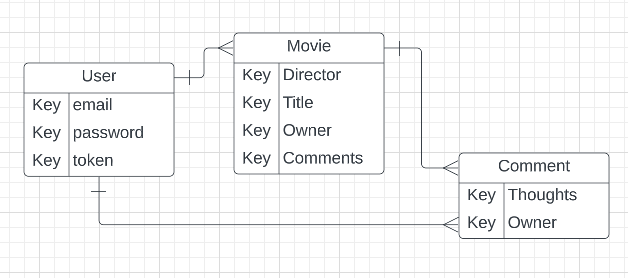 User
Key email
Key password
Key token
Movie
Key Director
Key Title
Key Owner
Key Comments
Comment
Key Thoughts
Key Owner